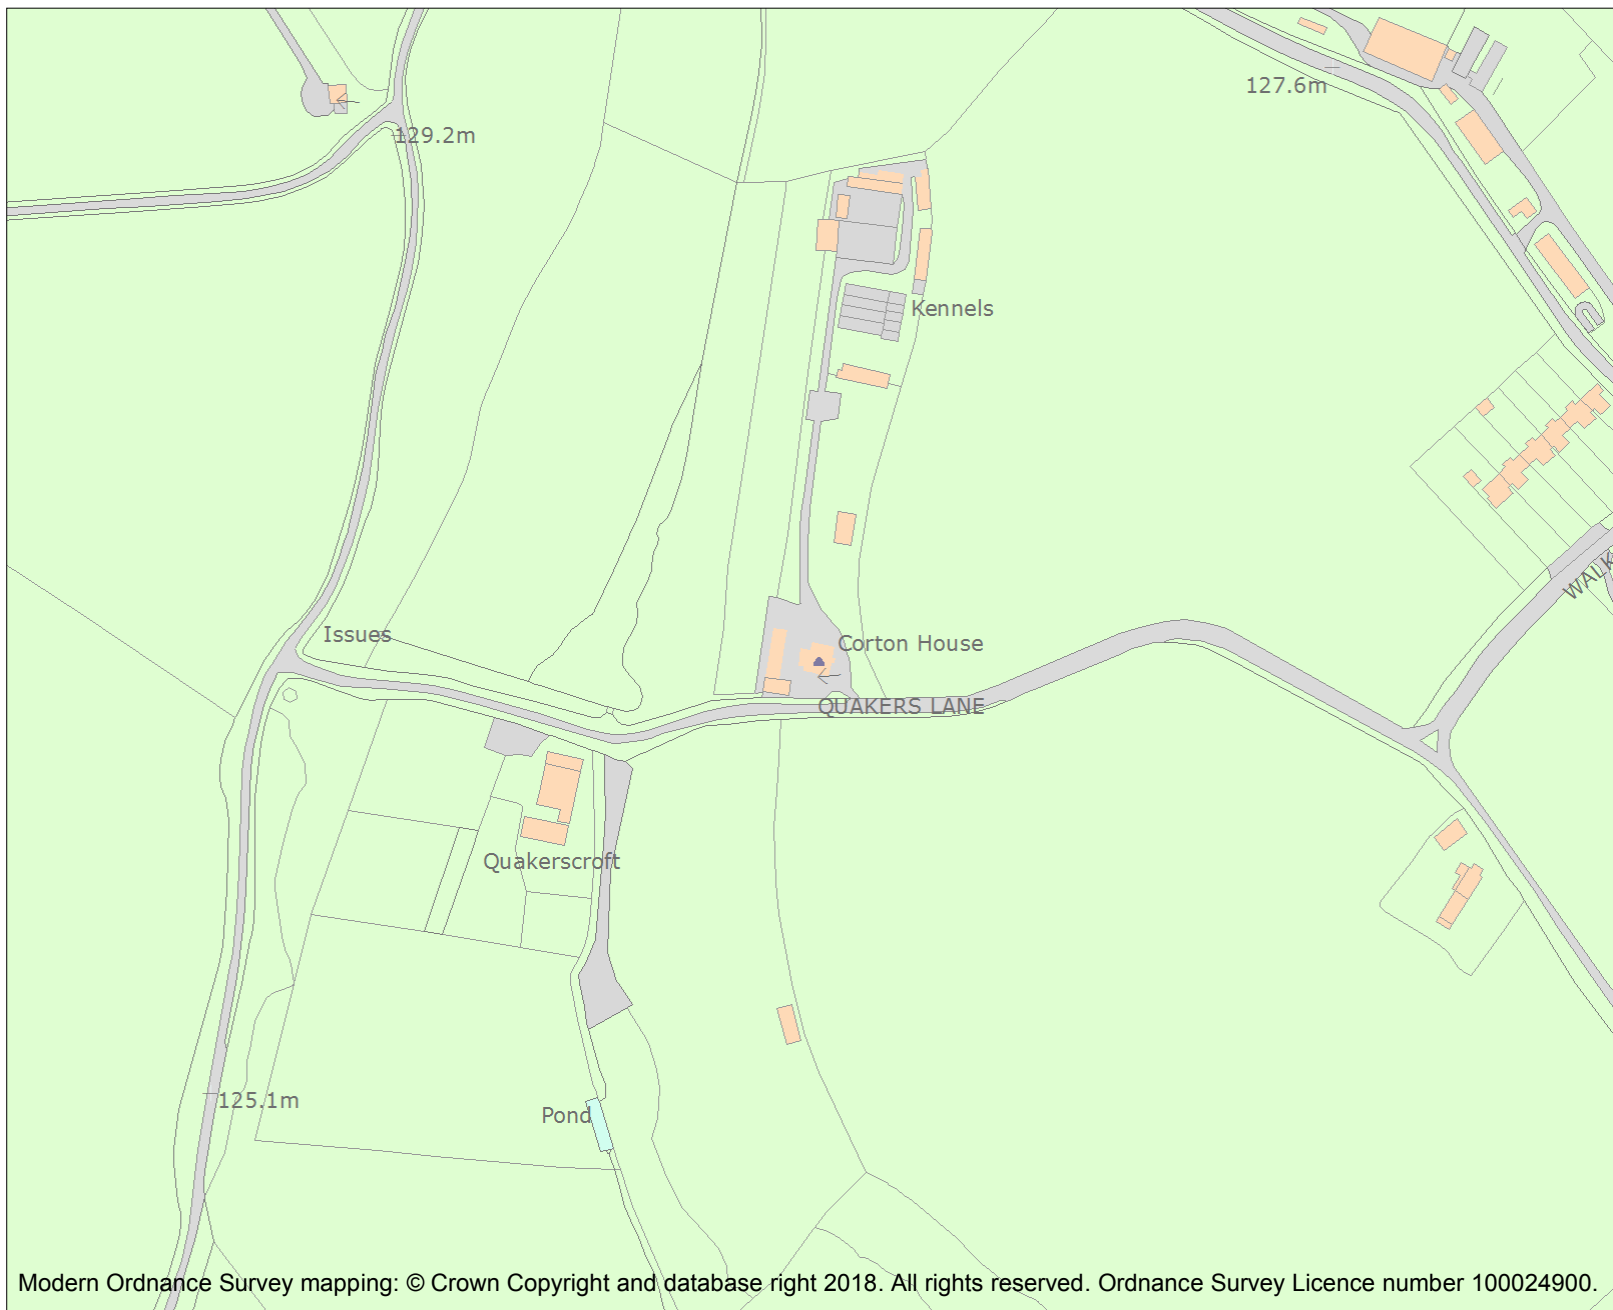 127.6m
129.2m
Kennels
WALK
Issues
Corton House
QUAKERS LANE
Quakerscroft
125.1m
Pond
Modern Ordnance Survey mapping: © Crown Copyright and database right 2018. All rights reserved. Ordnance Survey Licence number 100024900.